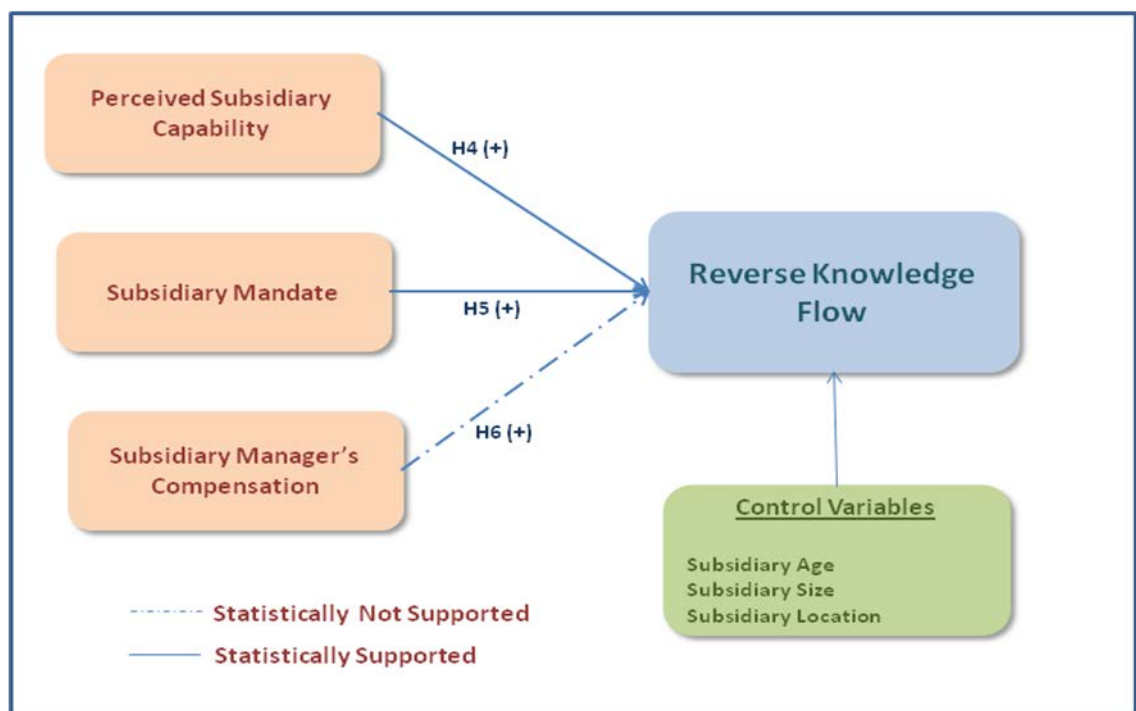 Perceived Subsidiary
Capability
H4 (+)
Subsidiary Mandate
H5 (+)
Reverse Knowledge
Flow
Subsidiary Manager's
Compensation
H6 (+)
Control Variables
Subsidiary Age
Subsidiary Size
Subsidiary Location
Statistically Not Supported
Statistically Supported